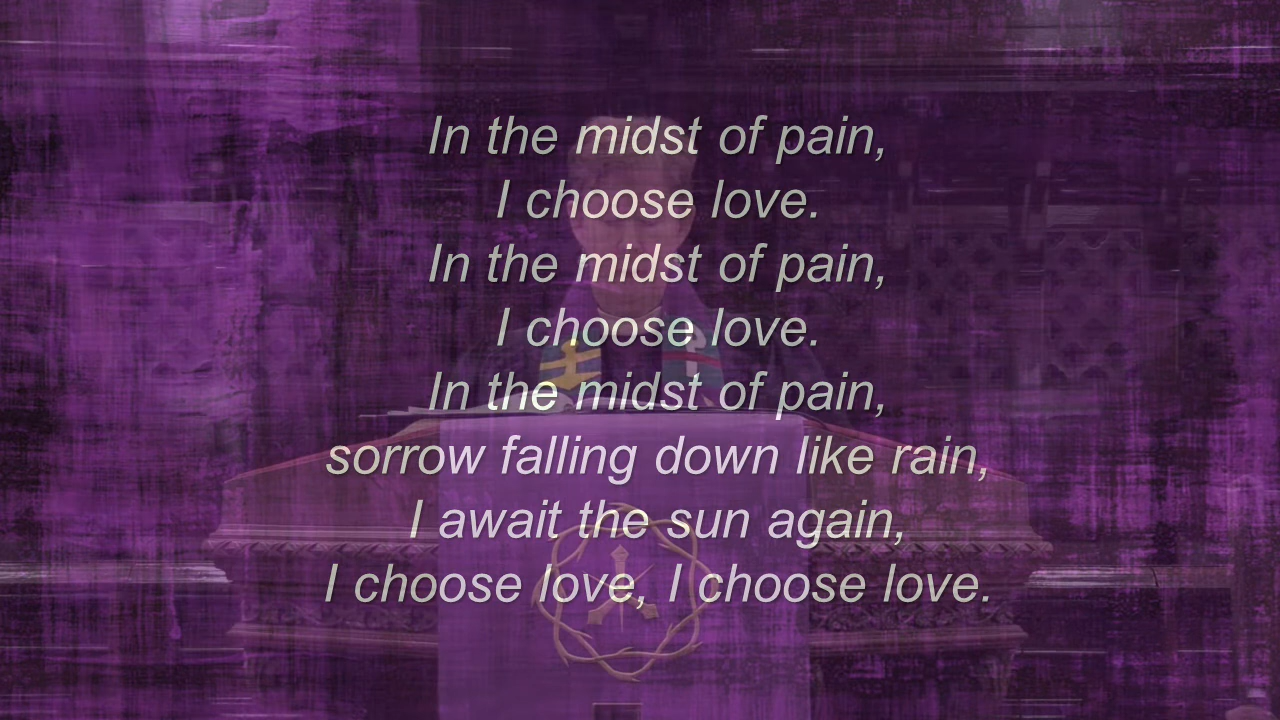 In the midst of pain,
I choose love.
In the midst of pain,
I choose love.
In the midst of pain,
sorrow falling down like rain,
I await the sun again,
I choose love, I choose love.